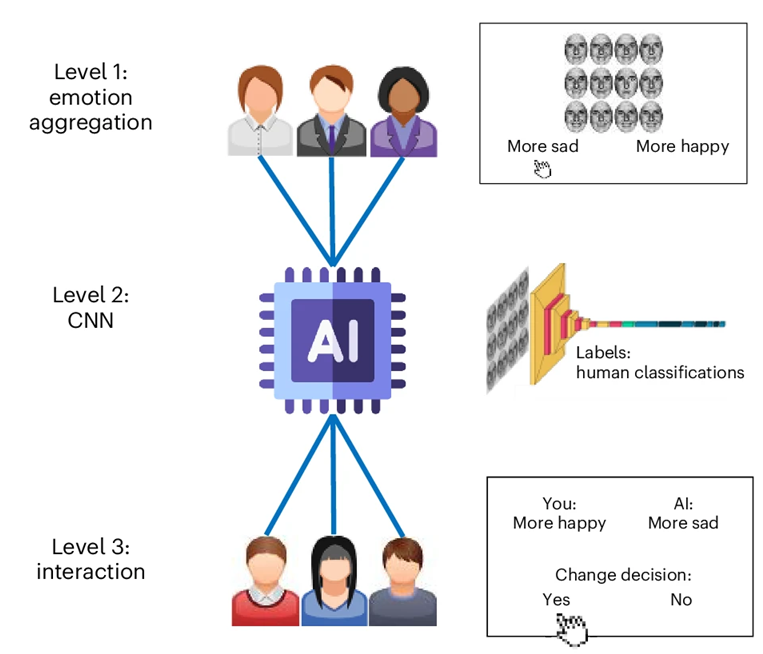 Level 1:
emotion
aggregation
More sad
More happy
Level 2:
CNN
AI
Labels:
human classifications
Level 3:
interaction
You:
More happy
AI:
More sad
Change decision:
Yes
No